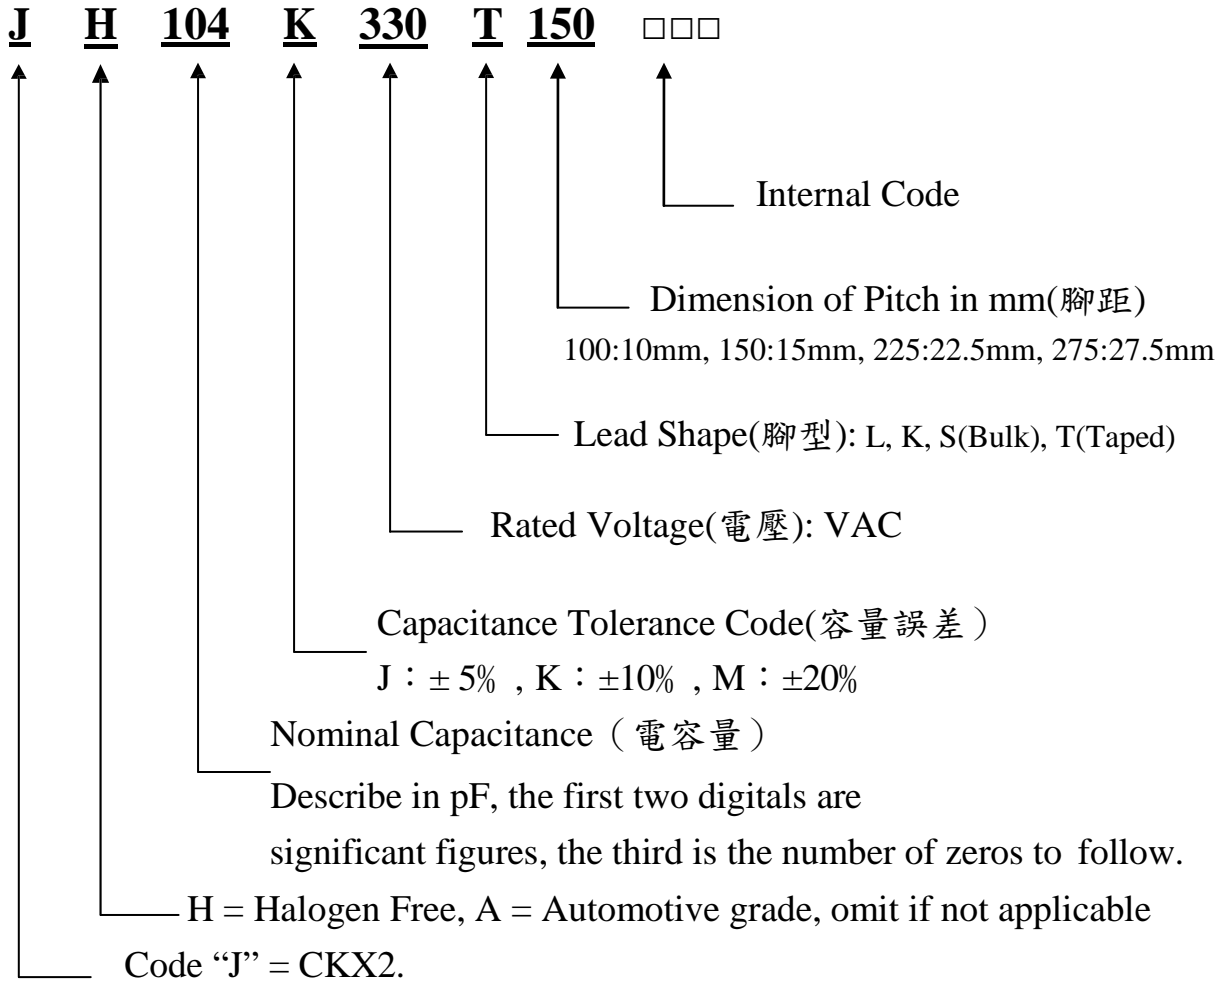 J H 104 K 330 T 150 □□□
Internal Code
Dimension of Pitch in mm(腳距)
100:10mm, 150:15mm, 225:22.5mm, 275:27.5mm
Lead Shape(腳型): L, K, S(Bulk), T(Taped)
Rated Voltage(電壓): VAC
Capacitance Tolerance Code(容量誤差）
J：± 5% , K：±10% , M：±20%
Nominal Capacitance（電容量）
Describe in pF, the first two digitals are
significant figures, the third is the number of zeros to follow.
H = Halogen Free, A = Automotive grade, omit if not applicable
Code “J” = CKX2.